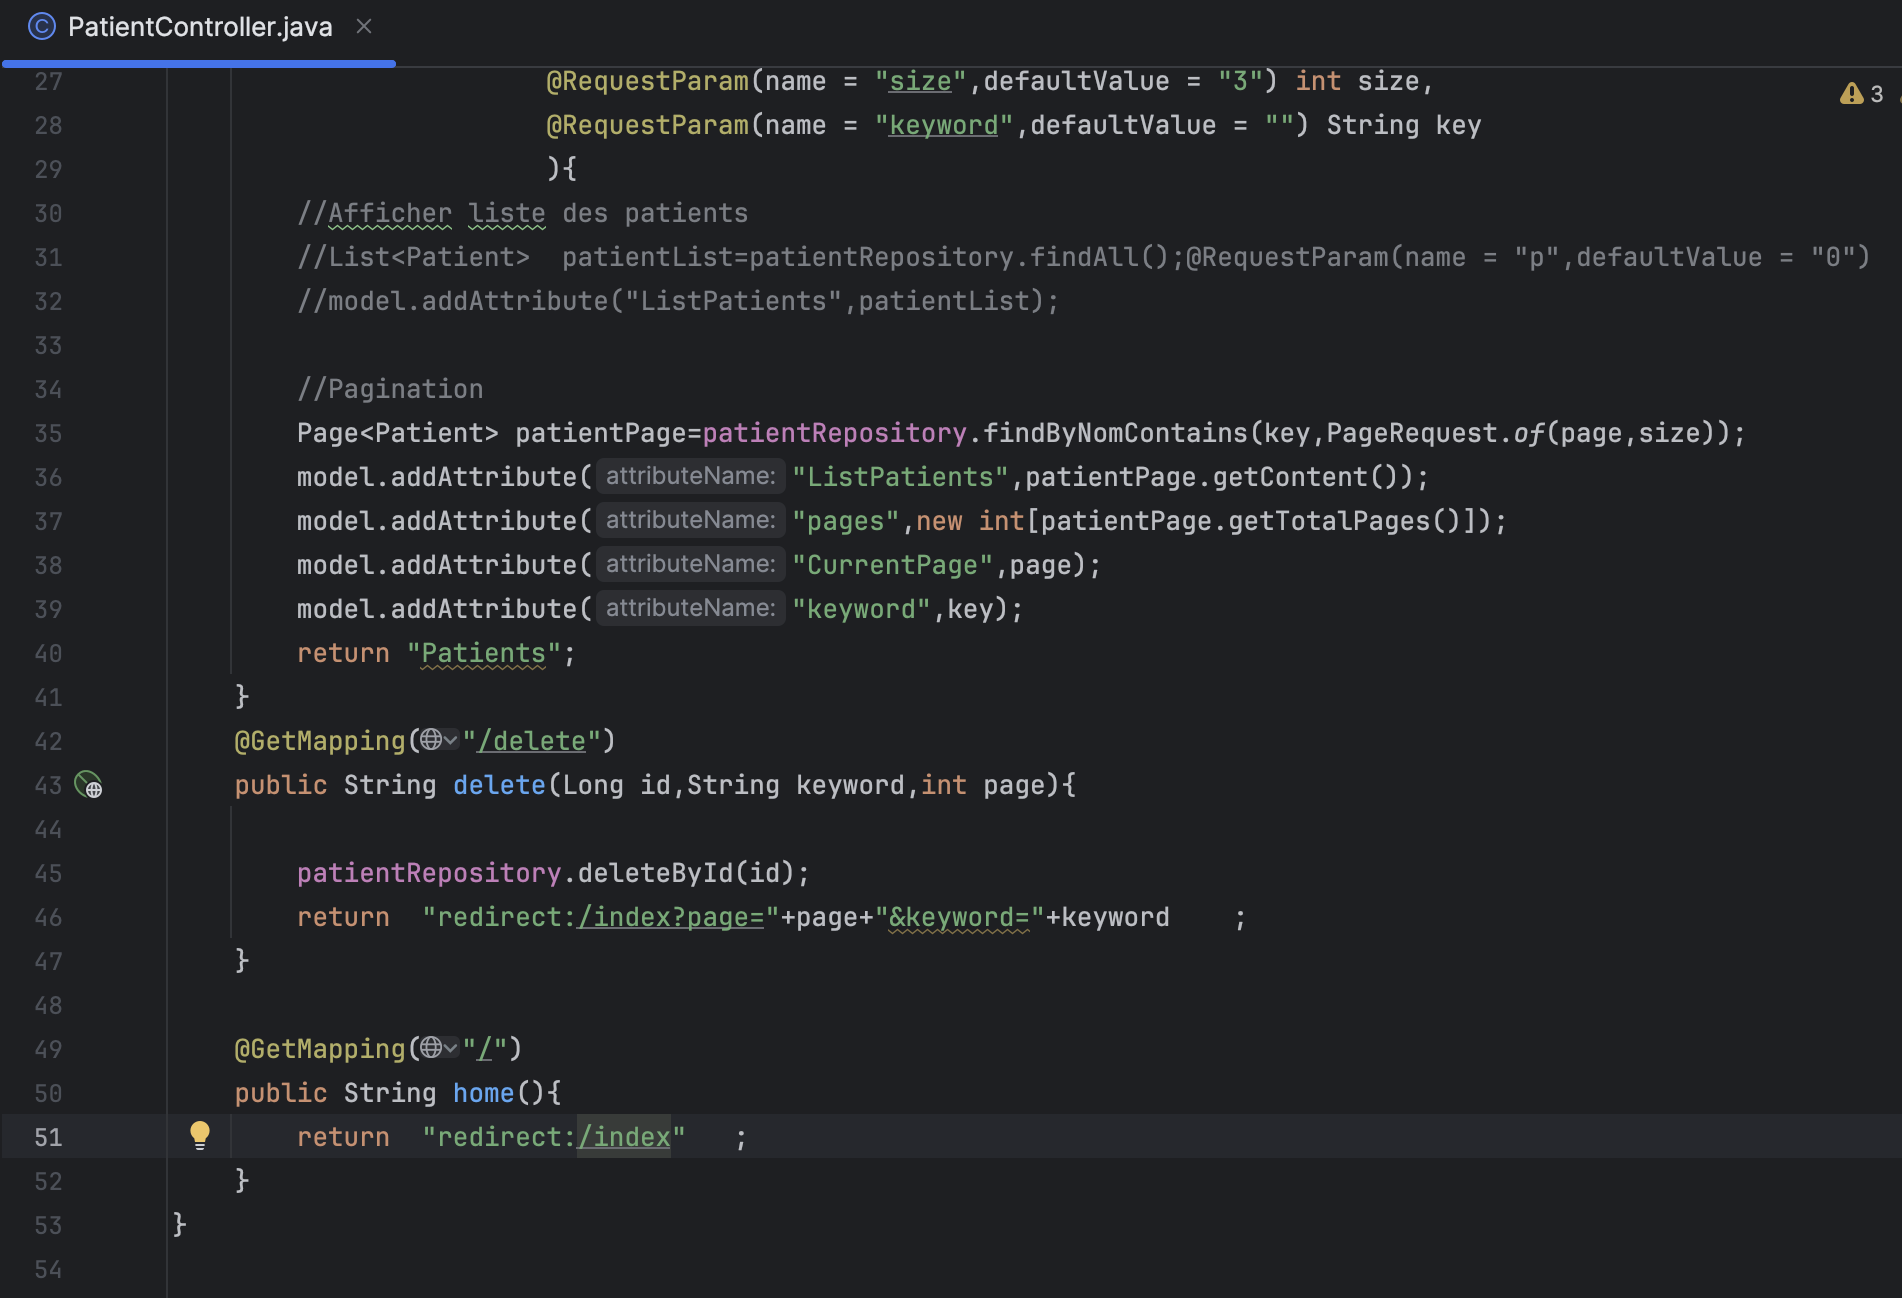 PatientController.java
27 @RequestParam(name = "size",defaultValue = "3") int size,
3
28 @RequestParam(name = "keyword",defaultValue = "") String key
29 ){
30 //Afficher liste des patients
31 //List<Patient>  patientList=patientRepository.findAll();@RequestParam(name = "p",defaultValue = "0")
32 //model.addAttribute("ListPatients",patientList);
33
34 //Pagination
35 Page<Patient> patientPage=patientRepository.findByNomContains(key,PageRequest.of(page,size));
36 model.addAttribute( attributeName: "ListPatients",patientPage.getContent());
37 model.addAttribute( attributeName: "pages",new int[patientPage.getTotalPages()]);
38 model.addAttribute( attributeName: "CurrentPage",page);
39 model.addAttribute( attributeName: "keyword",key);
40 return "Patients";
41 }
42 @GetMapping("/delete")
43 public String delete(Long id,String keyword,int page){
44
45 patientRepository.deleteById(id);
46 return  "redirect:/index?page="+page+"&keyword="+keyword    ;
47 }
48
49 @GetMapping("/")
50 public String home(){
51 return  "redirect:/index"   ;
52 }
53 }
54